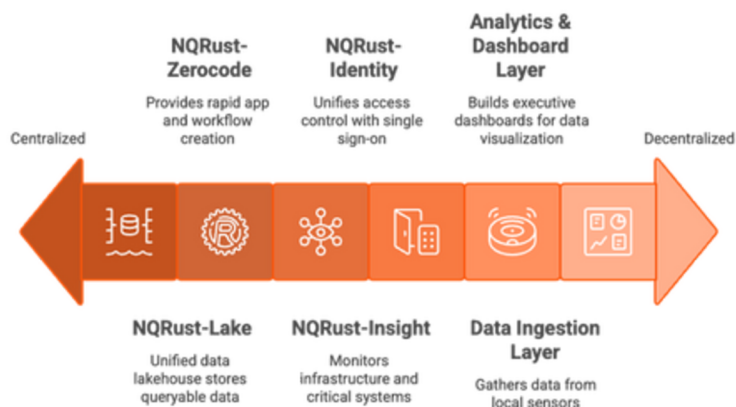 Analytics &
Dashboard
Layer
NQRust-
Zerocode
NQRust-
Identity
Provides rapid app
and workflow
creation
Unifies access
control with single
sign-on
Builds executive
dashboards for data
visualization
Centralized
Decentralized
R
NQRust-Lake
NQRust-Insight
Data Ingestion
Layer
Unified data
lakehouse stores
queryable data
Monitors
infrastructure and
critical systems
Gathers data from
local sensors